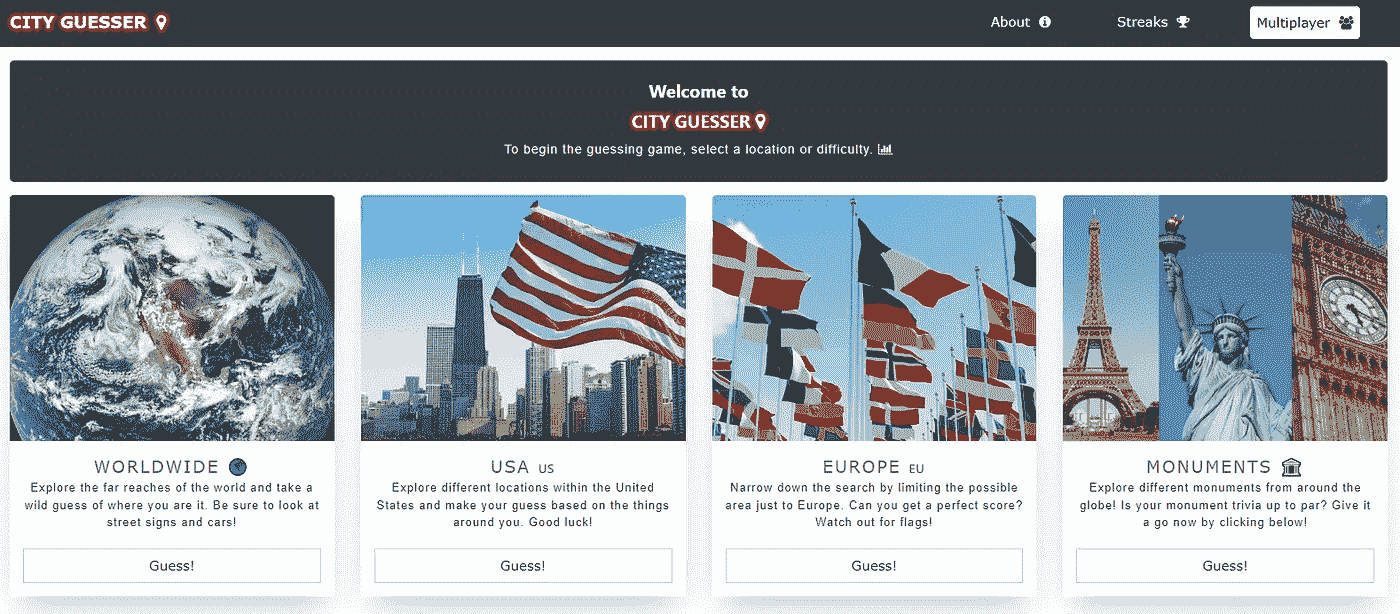 CITY GUESSER
About
Streaks
Multiplayer
Welcome to
CITY GUESSER
To begin the guessing game, select a location or difficulty.
WORLDWIDE
Explore the far reaches of the world and take a
wild guess of where you are it. Be sure to look at
street signs and cars!
Guess!
USA US
Explore different locations within the United
States and make your guess based on the things
around you. Good luck!
Guess!
EUROPE EU
Narrow down the search by limiting the possible
area just to Europe. Can you get a perfect score?
Watch out for flags!
Guess!
MONUMENTS
Explore different monuments from around the
globe! Is your monument trivia up to par? Give it
a go now by clicking below!
Guess!